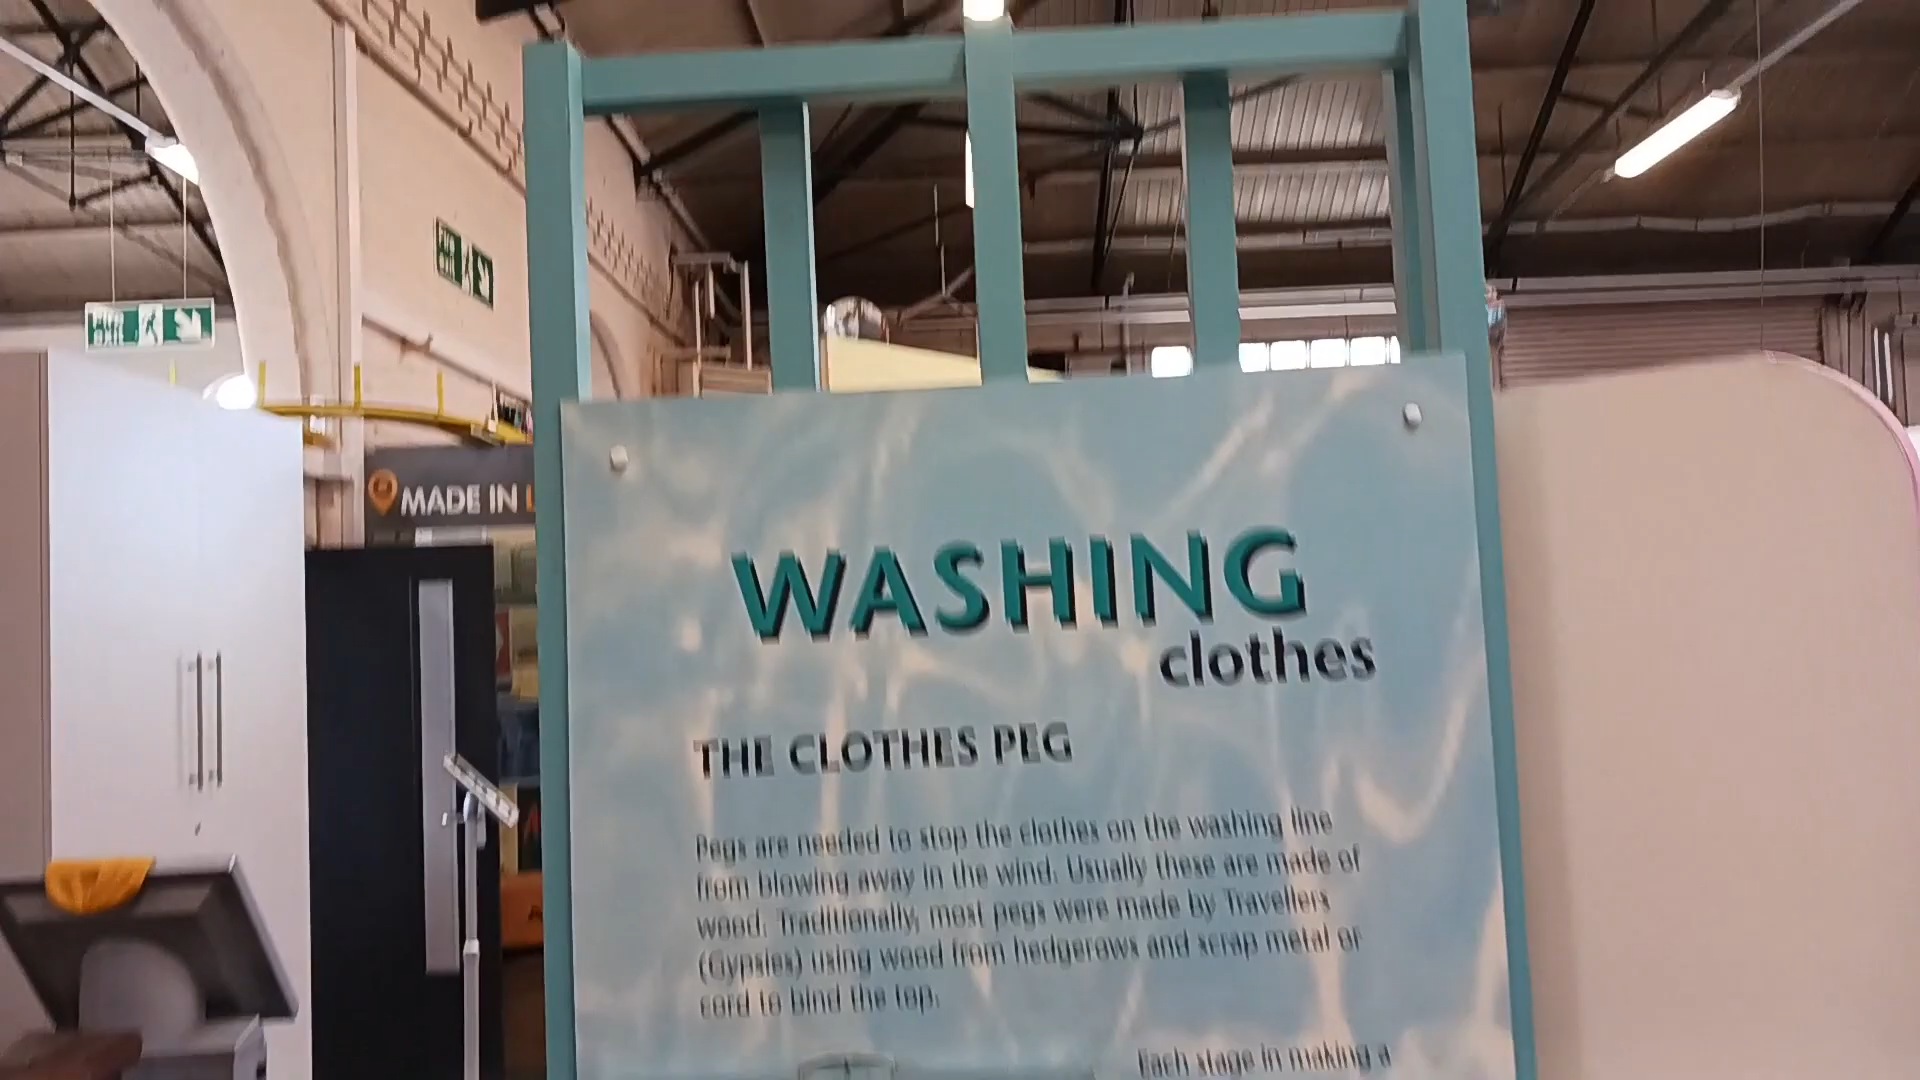 Fire exit
MADE IN
WASHING
clothes
THE CLOTHES PEG
Pegs are needed to stop the clothes on the washing line
from blowing away in the wind. Usually these are made of
wood. Traditionally, most pegs were made by Travellers
(Gypsies) using wood from hedgerows and scrap metal or
cord to bind the top.
Each stage in making a